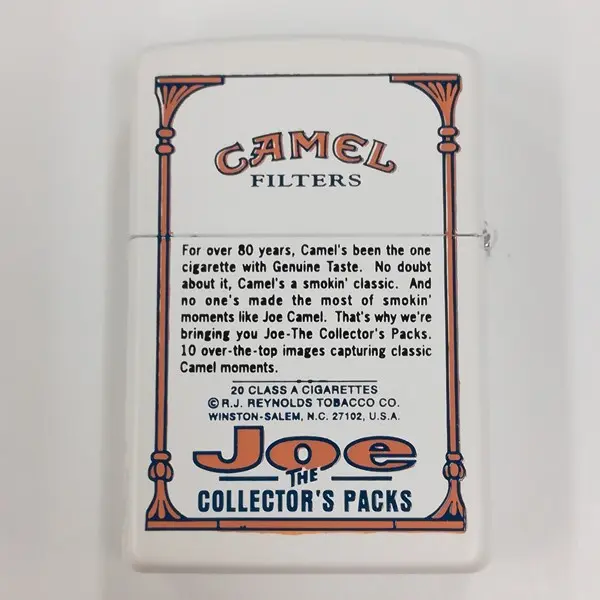 CAMEL
FILTERS
For over 80 years, Camel's been the one
cigarette with Genuine Taste. No doubt
about it, Camel's a smokin' classic. And
no one's made the most of smokin'
moments like Joe Camel. That's why we're
bringing you Joe-The Collector's Packs.
10 over-the-top images capturing classic
Camel moments.
20 CLASS A CIGARETTES
© R.J. REYNOLDS TOBACCO CO.
WINSTON-SALEM, N.C. 27102, U.S.A.
Joe
THE
COLLECTOR'S PACKS